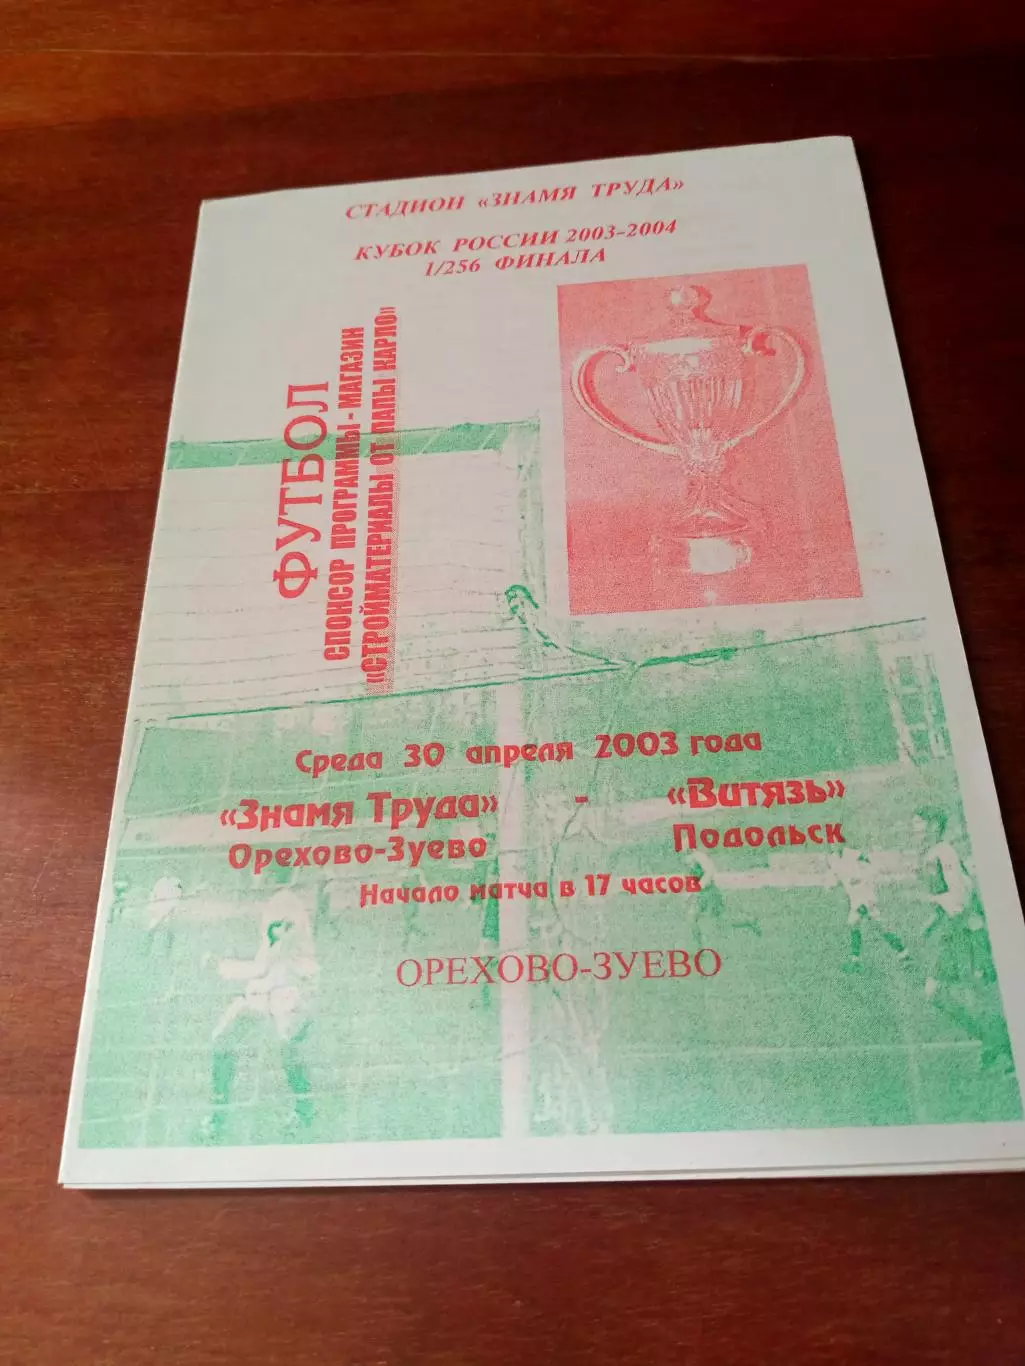 СТАДИОН «ЗНАМЯ ТРУДА»
КУБОК РОССИИ 2003-2004
1/256 ФИНАЛА
ФУТБОЛ
СПОНСОР ПРОГРАММЫ - МАГАЗИН
«СТРОЙМАТЕРИАЛЫ ОТ ПАПЫ КАРЛО»
Среда 30 апреля 2003 года
«Знамя Труда» - «Витязь»
Орехово-Зуево Подольск
Начало матча в 17 часов
ОРЕХОВО-ЗУЕВО